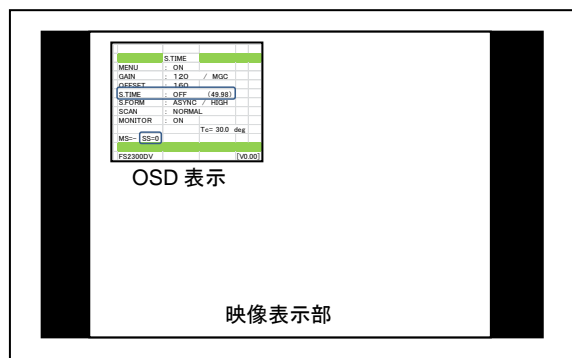 S.TIME
MENU : ON
GAIN : 120 / MGC
OFFSET : 160
S.TIME : OFF (49.98)
S.FORM : ASYNC / HIGH
SCAN : NORMAL
MONITOR : ON
Tc= 30.0 deg
MS=- SS=0
FS2300DV [V0.00]
OSD 表示
映像表示部